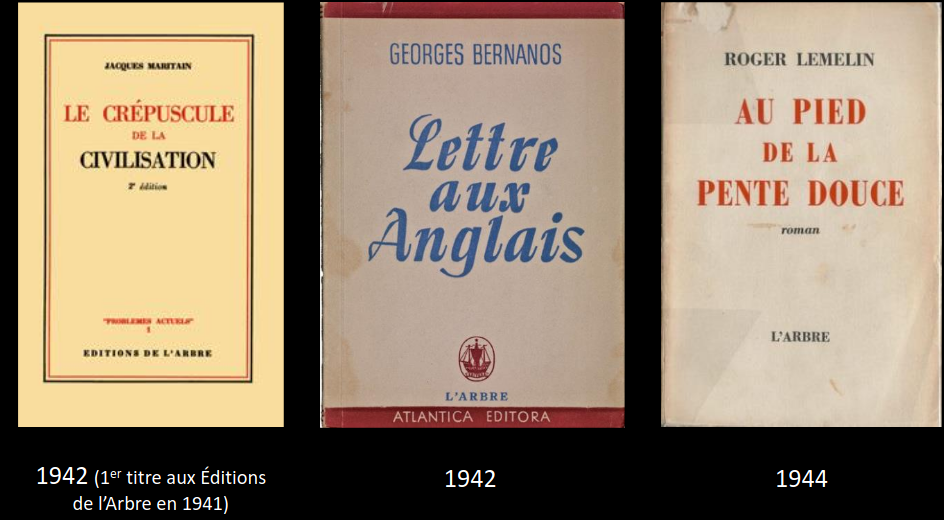 JACQUES MARITAIN
LE CRÉPUSCULE
DE LA
CIVILISATION
2e édition
"PROBLEMES ACTUELS"
1
EDITIONS DE L'ARBRE
GEORGES BERNANOS
Lettre
aux
Anglais
L'ARBRE
ATLANTICA EDITORA
ROGER LEMELIN
AU PIED
DE LA
PENTE DOUCE
roman
L'ARBRE
1942 (1er titre aux Éditions
de l'Arbre en 1941)
1942
1944